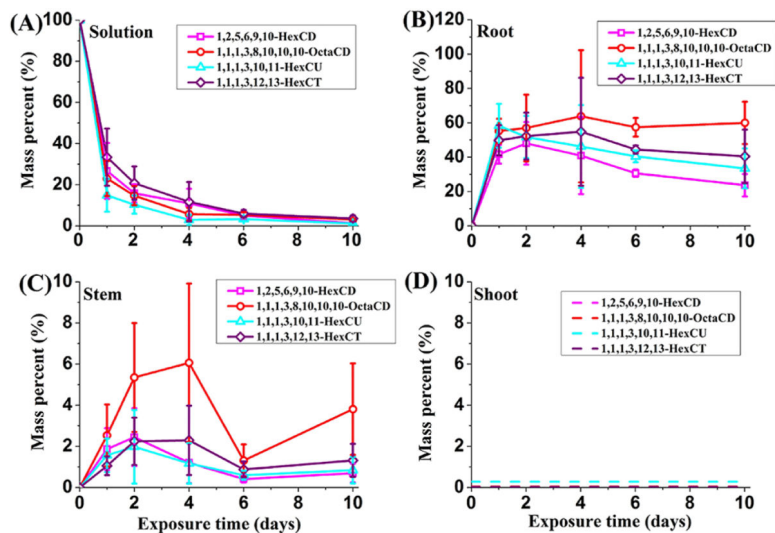 (A) Solution
1,2,5,6,9,10-HexCD
1,1,1,3,8,10,10,10-OctaCD
1,1,1,3,10,11-HexCU
1,1,1,3,12,13-HexCT
Mass percent (%)
100
80
60
40
20
0
0 2 4 6 8 10
(B) Root
1,2,5,6,9,10-HexCD
1,1,1,3,8,10,10,10-OctaCD
1,1,1,3,10,11-HexCU
1,1,1,3,12,13-HexCT
Mass percent (%)
120
100
80
60
40
20
0
0 2 4 6 8 10
(C) Stem
1,2,5,6,9,10-HexCD
1,1,1,3,8,10,10,10-OctaCD
1,1,1,3,10,11-HexCU
1,1,1,3,12,13-HexCT
Mass percent (%)
10
8
6
4
2
0
0 2 4 6 8 10
Exposure time (days)
(D) Shoot
1,2,5,6,9,10-HexCD
1,1,1,3,8,10,10,10-OctaCD
1,1,1,3,10,11-HexCU
1,1,1,3,12,13-HexCT
Mass percent (%)
10
8
6
4
2
0
0 2 4 6 8 10
Exposure time (days)